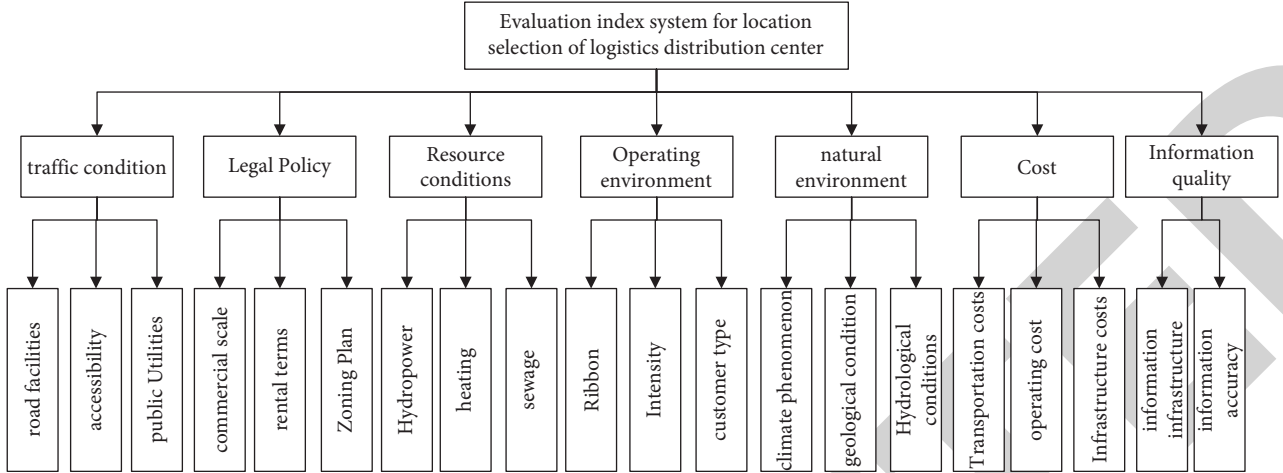 Evaluation index system for location
selection of logistics distribution center
traffic condition
Legal Policy
Resource
conditions
Operating
environment
natural
environment
Cost
Information
quality
road facilities
accessibility
public Utilities
commercial scale
rental terms
Zoning Plan
Hydropower
heating
sewage
Ribbon
Intensity
customer type
climate phenomenon
geological condition
Hydrological
conditions
Transportation costs
operating cost
Infrastructure costs
information
infrastructure
information
accuracy